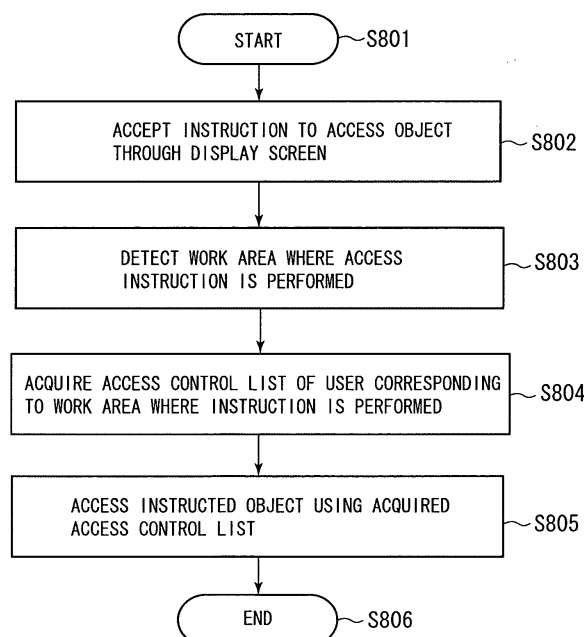 START
S801
ACCEPT INSTRUCTION TO ACCESS OBJECT
THROUGH DISPLAY SCREEN
S802
DETECT WORK AREA WHERE ACCESS
INSTRUCTION IS PERFORMED
S803
ACQUIRE ACCESS CONTROL LIST OF USER CORRESPONDING
TO WORK AREA WHERE INSTRUCTION IS PERFORMED
S804
ACCESS INSTRUCTED OBJECT USING ACQUIRED
ACCESS CONTROL LIST
S805
END
S806